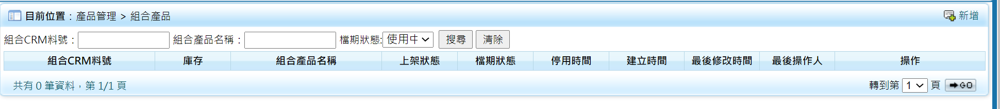 目前位置：產品管理 > 組合產品 新增
組合CRM料號： 組合產品名稱： 檔期狀態: 使用中 搜尋 清除
組合CRM料號 庫存 組合產品名稱 上架狀態 檔期狀態 停用時間 建立時間 最後修改時間 最後操作人 操作
共有 0 筆資料，第 1/1 頁 轉到第 1 頁 GO